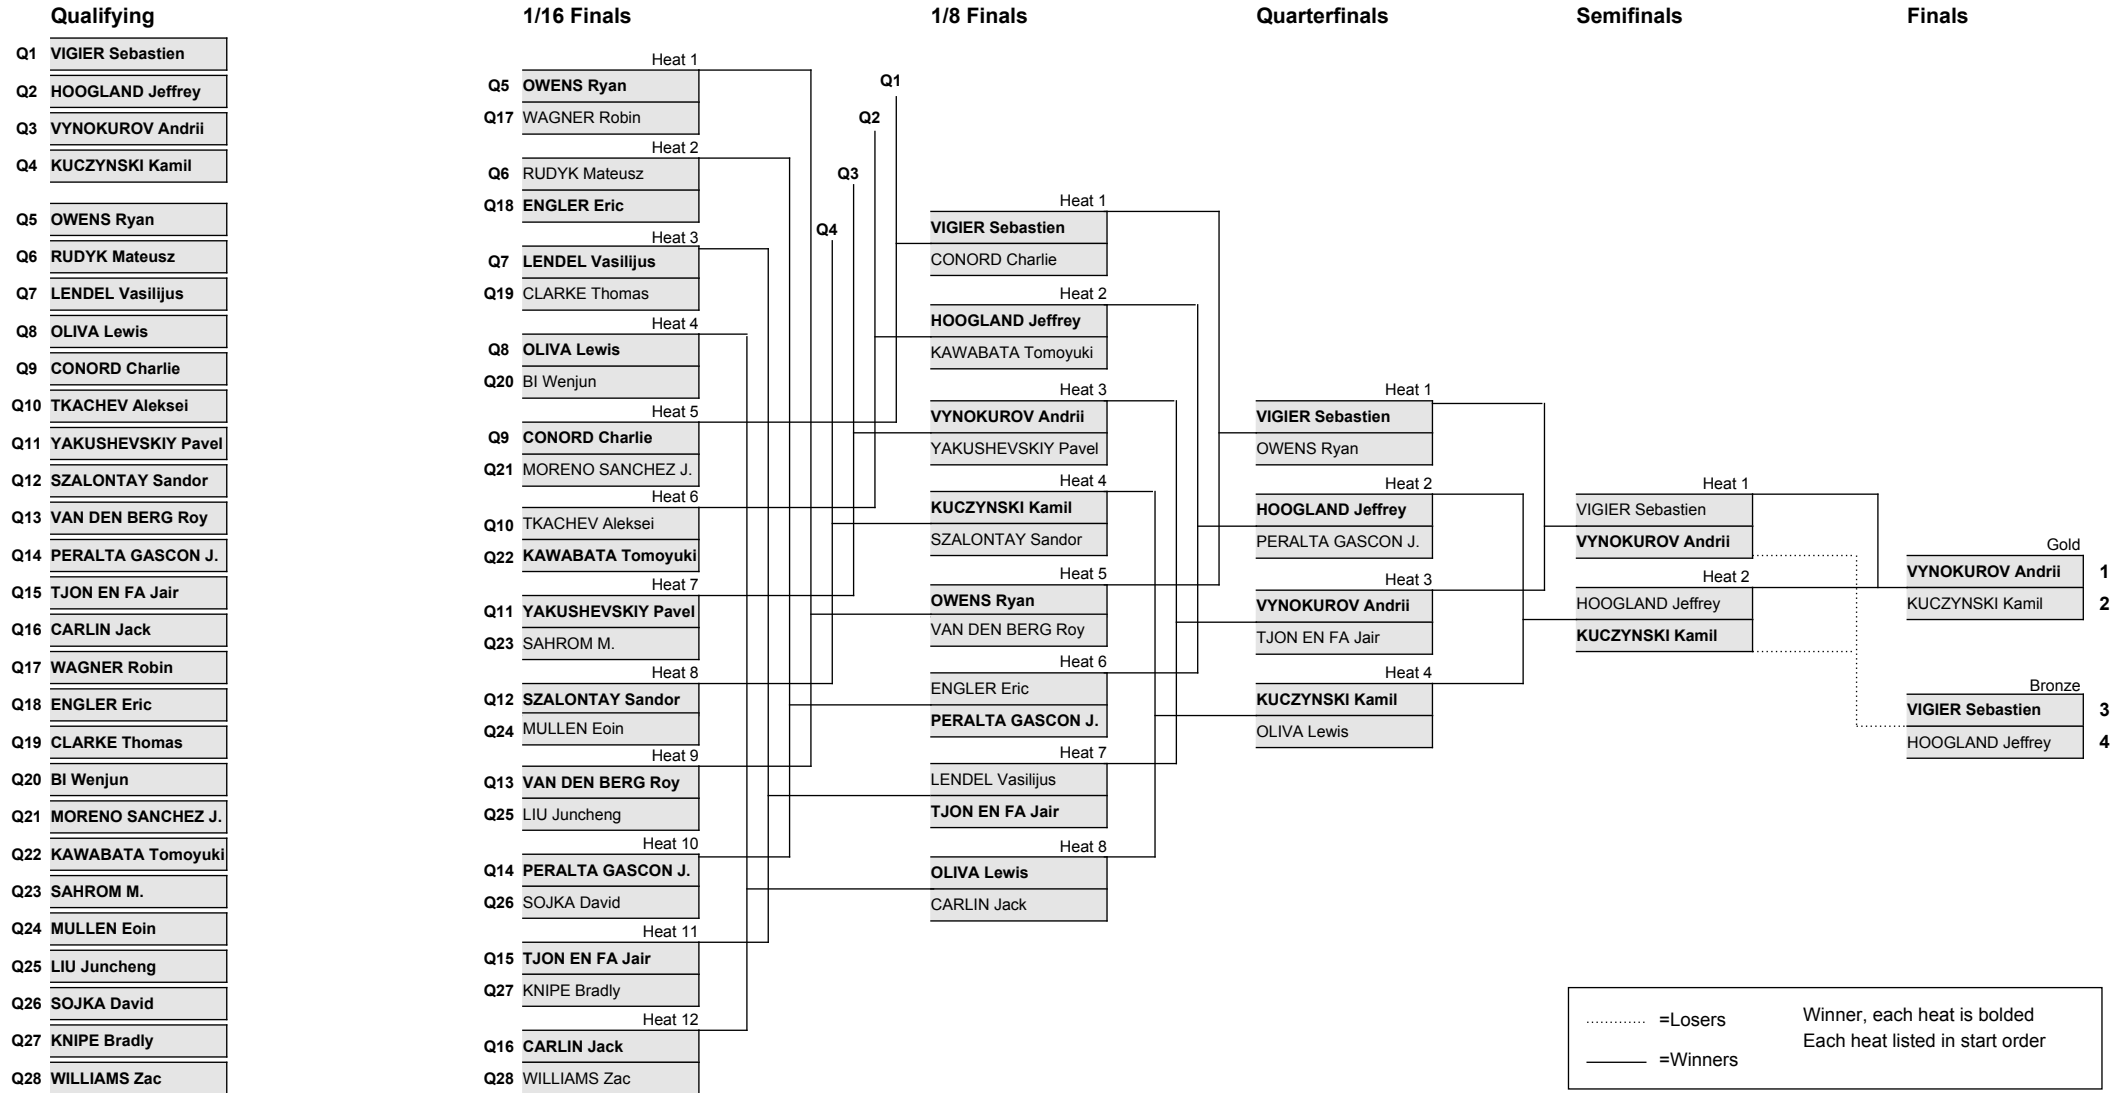 Qualifying
1/16 Finals
1/8 Finals
Quarterfinals
Semifinals
Finals
Q1 VIGIER Sebastien
Q2 HOOGLAND Jeffrey
Q3 VYNOKUROV Andrii
Q4 KUCZYNSKI Kamil
Q5 OWENS Ryan
Q6 RUDYK Mateusz
Q7 LENDEL Vasilijus
Q8 OLIVA Lewis
Q9 CONORD Charlie
Q10 TKACHEV Aleksei
Q11 YAKUSHEVSKIY Pavel
Q12 SZALONTAY Sandor
Q13 VAN DEN BERG Roy
Q14 PERALTA GASCON J.
Q15 TJON EN FA Jair
Q16 CARLIN Jack
Q17 WAGNER Robin
Q18 ENGLER Eric
Q19 CLARKE Thomas
Q20 BI Wenjun
Q21 MORENO SANCHEZ J.
Q22 KAWABATA Tomoyuki
Q23 SAHROM M.
Q24 MULLEN Eoin
Q25 LIU Juncheng
Q26 SOJKA David
Q27 KNIPE Bradly
Q28 WILLIAMS Zac
Heat 1
Q5 OWENS Ryan
Q17 WAGNER Robin
Heat 2
Q6 RUDYK Mateusz
Q18 ENGLER Eric
Heat 3
Q7 LENDEL Vasilijus
Q19 CLARKE Thomas
Heat 4
Q8 OLIVA Lewis
Q20 BI Wenjun
Heat 5
Q9 CONORD Charlie
Q21 MORENO SANCHEZ J.
Heat 6
Q10 TKACHEV Aleksei
Q22 KAWABATA Tomoyuki
Heat 7
Q11 YAKUSHEVSKIY Pavel
Q23 SAHROM M.
Heat 8
Q12 SZALONTAY Sandor
Q24 MULLEN Eoin
Heat 9
Q13 VAN DEN BERG Roy
Q25 LIU Juncheng
Heat 10
Q14 PERALTA GASCON J.
Q26 SOJKA David
Heat 11
Q15 TJON EN FA Jair
Q27 KNIPE Bradly
Heat 12
Q16 CARLIN Jack
Q28 WILLIAMS Zac
Q1
Q2
Q3
Q4
Heat 1
VIGIER Sebastien
CONORD Charlie
Heat 2
HOOGLAND Jeffrey
KAWABATA Tomoyuki
Heat 3
VYNOKUROV Andrii
YAKUSHEVSKIY Pavel
Heat 4
KUCZYNSKI Kamil
SZALONTAY Sandor
Heat 5
OWENS Ryan
VAN DEN BERG Roy
Heat 6
ENGLER Eric
PERALTA GASCON J.
Heat 7
LENDEL Vasilijus
TJON EN FA Jair
Heat 8
OLIVA Lewis
CARLIN Jack
Heat 1
VIGIER Sebastien
OWENS Ryan
Heat 2
HOOGLAND Jeffrey
PERALTA GASCON J.
Heat 3
VYNOKUROV Andrii
TJON EN FA Jair
Heat 4
KUCZYNSKI Kamil
OLIVA Lewis
Heat 1
VIGIER Sebastien
VYNOKUROV Andrii
Heat 2
HOOGLAND Jeffrey
KUCZYNSKI Kamil
Gold
VYNOKUROV Andrii 1
KUCZYNSKI Kamil 2
Bronze
VIGIER Sebastien 3
HOOGLAND Jeffrey 4
=Losers
=Winners
Winner, each heat is bolded
Each heat listed in start order